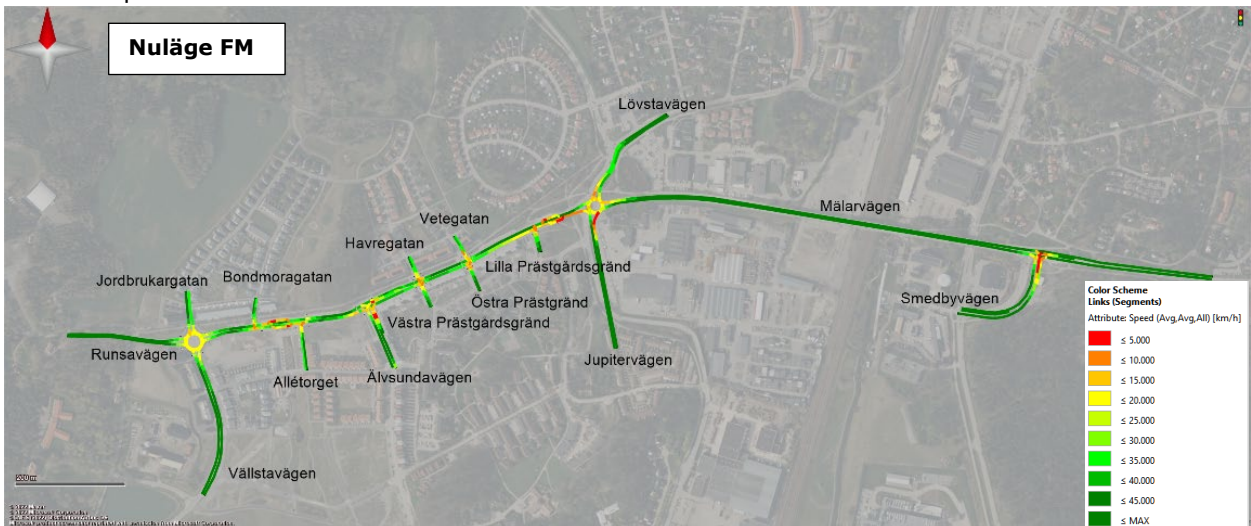 Nuläge FM
Lövstavägen
Mälarvägen
Vetegatan
Havregatan
Lilla Prästgårdsgränd
Jordbrukargatan
Bondmoragatan
Östra Prästgränd
Smedbyvägen
Västra Prästgårdsgränd
Runsavägen
Jupitervägen
Allétorget
Älvsundavägen
Vällstavägen
200 m
Color Scheme
Links (Segments)
Attribute: Speed (Avg,Avg,All) [km/h]
≤ 5.000
≤ 10.000
≤ 15.000
≤ 20.000
≤ 25.000
≤ 30.000
≤ 35.000
≤ 40.000
≤ 45.000
≤ MAX